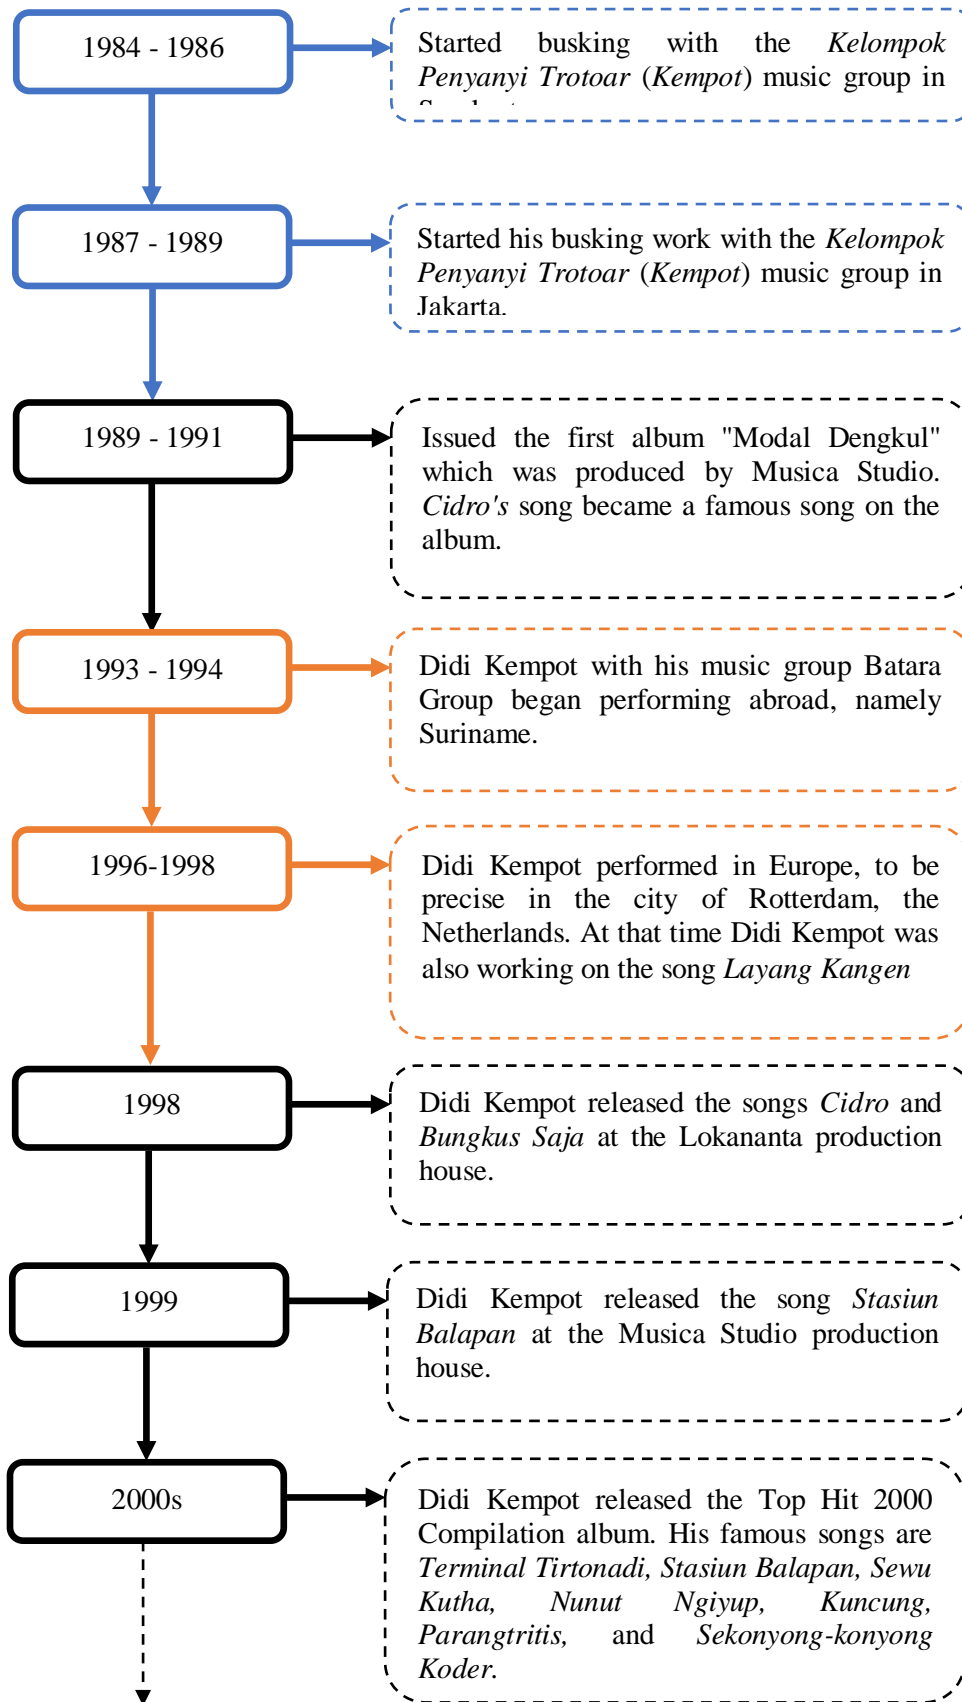 1984 - 1986
Started busking with the Kelompok
Penyanyi Trotoar (Kempot) music group in
1987 - 1989
Started his busking work with the Kelompok
Penyanyi Trotoar (Kempot) music group in
Jakarta.
1989 - 1991
Issued the first album "Modal Dengkul"
which was produced by Musica Studio.
Cidro's song became a famous song on the
album.
1993 - 1994
Didi Kempot with his music group Batara
Group began performing abroad, namely
Suriname.
1996-1998
Didi Kempot performed in Europe, to be
precise in the city of Rotterdam, the
Netherlands. At that time Didi Kempot was
also working on the song Layang Kangen
1998
Didi Kempot released the songs Cidro and
Bungkus Saja at the Lokananta production
house.
1999
Didi Kempot released the song Stasiun
Balapan at the Musica Studio production
house.
2000s
Didi Kempot released the Top Hit 2000
Compilation album. His famous songs are
Terminal Tirtonadi, Stasiun Balapan, Sewu
Kutha, Nunut Ngiyup, Kuncung,
Parangtritis, and Sekonyong-konyong
Koder.